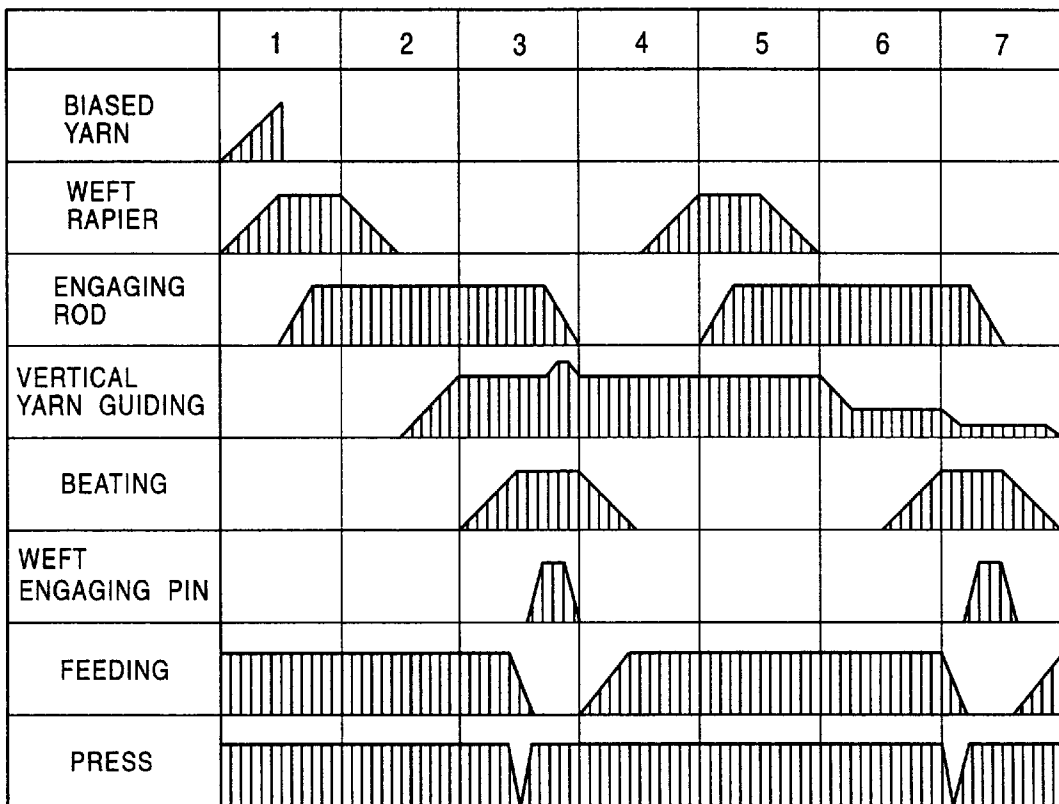 1 2 3 4 5 6 7
BIASED
YARN
WEFT
RAPIER
ENGAGING
ROD
VERTICAL
YARN GUIDING
BEATING
WEFT
ENGAGING PIN
FEEDING
PRESS